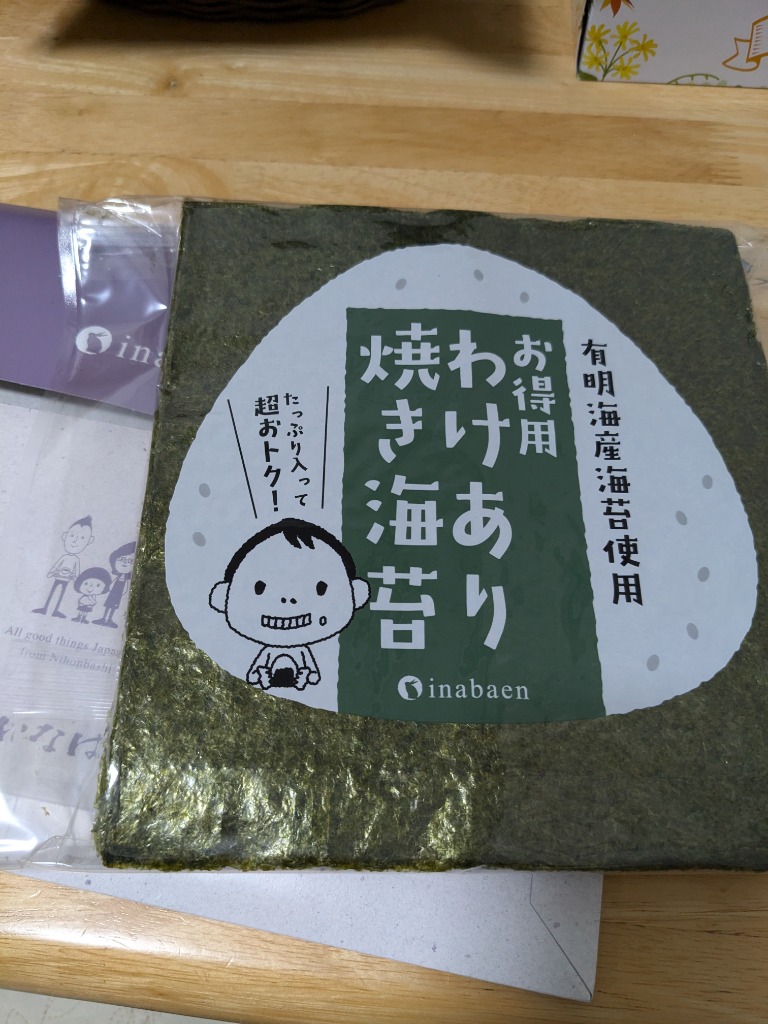 有明海産海苔使用
お得用
わけあり
焼き海苔
たっぷり入って
超おトク!
inabaen
ina
All good things Japa
from Nihonbashi